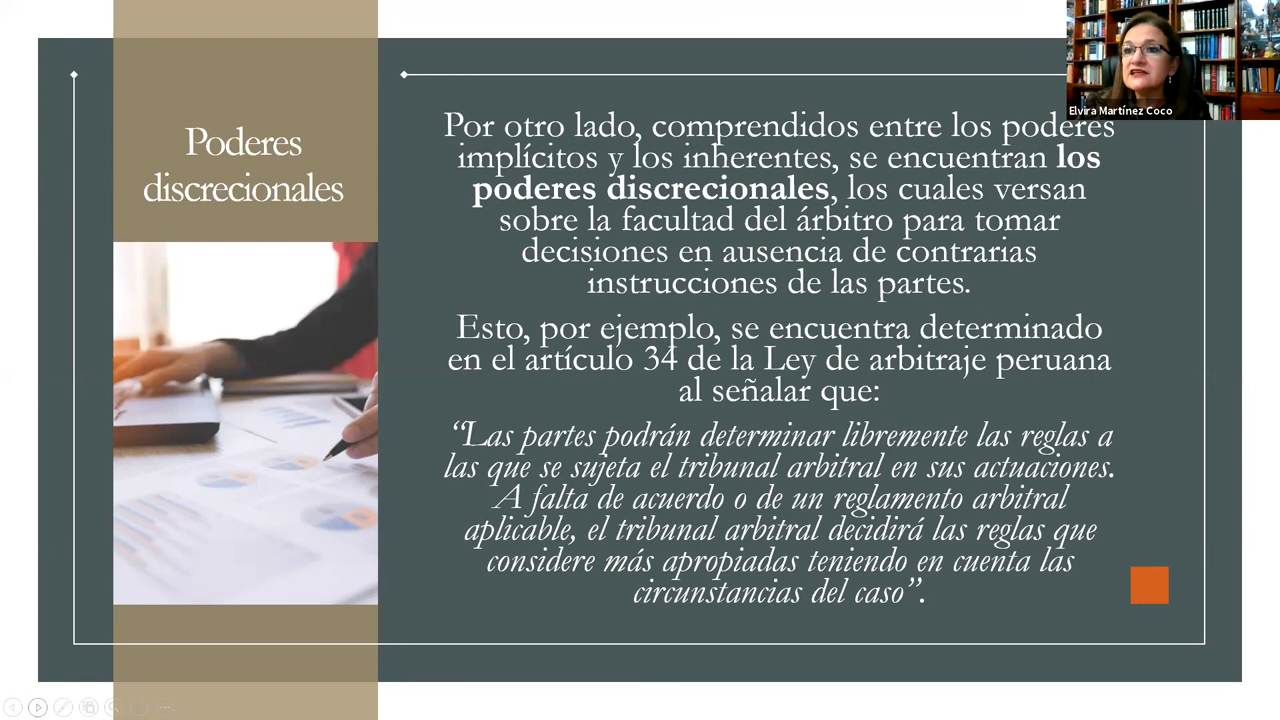 Elvira Martínez Coco
Poderes
discrecionales
Por otro lado, comprendidos entre los poderes
implícitos y los inherentes, se encuentran los
poderes discrecionales, los cuales versan
sobre la facultad del árbitro para tomar
decisiones en ausencia de contrarias
instrucciones de las partes.
Esto, por ejemplo, se encuentra determinado
en el artículo 34 de la Ley de arbitraje peruana
al señalar que:
“Las partes podrán determinar libremente las reglas a
las que se sujeta el tribunal arbitral en sus actuaciones.
A falta de acuerdo o de un reglamento arbitral
aplicable, el tribunal arbitral decidirá las reglas que
considere más apropiadas teniendo en cuenta las
circunstancias del caso”.